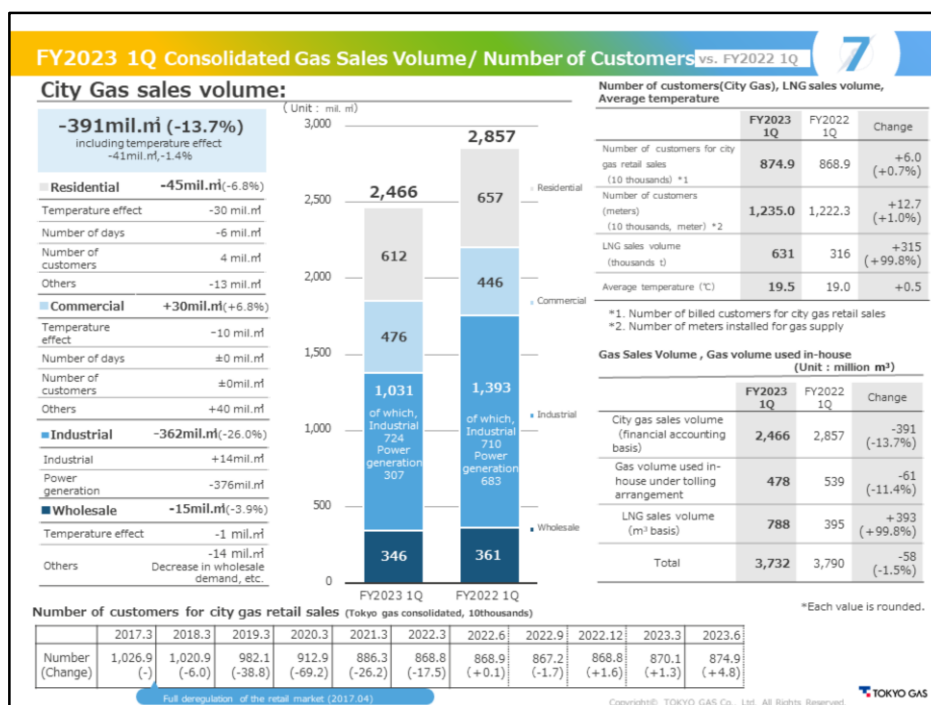 FY2023 1Q Consolidated Gas Sales Volume/ Number of Customers vs. FY2022 1Q
7
City Gas sales volume:
(Unit : mil. ㎥)
-391mil.㎥ (-13.7%)
including temperature effect
-41mil.㎥,-1.4%
Residential -45mil.㎥(-6.8%)
Temperature effect -30 mil.㎥
Number of days -6 mil.㎥
Number of
customers 4 mil.㎥
Others -13 mil.㎥
Commercial +30mil.㎥(+6.8%)
Temperature
effect -10 mil.㎥
Number of days ±0 mil.㎥
Number of
customers ±0mil.㎥
Others +40 mil.㎥
Industrial -362mil.㎥(-26.0%)
Industrial +14mil.㎥
Power
generation -376mil.㎥
Wholesale -15mil.㎥(-3.9%)
Temperature effect -1 mil.㎥
Others -14 mil.㎥
Decrease in wholesale
demand, etc.
3,000
2,500
2,000
1,500
1,000
500
0
2,466
612
476
1,031
of which,
Industrial
724
Power
generation
307
346
FY2023 1Q
2,857
657
446
1,393
of which,
Industrial
710
Power
generation
683
361
FY2022 1Q
Residential
Commercial
Industrial
Wholesale
Number of customers(City Gas), LNG sales volume,
Average temperature
FY2023 1Q FY2022 1Q Change
Number of customers for city
gas retail sales
(10 thousands) *1 874.9 868.9 +6.0 (+0.7%)
Number of customers
(meters)
(10 thousands, meter) *2 1,235.0 1,222.3 +12.7 (+1.0%)
LNG sales volume
(thousands t) 631 316 +315 (+99.8%)
Average temperature (℃) 19.5 19.0 +0.5
*1. Number of billed customers for city gas retail sales
*2. Number of meters installed for gas supply
Gas Sales Volume , Gas volume used in-house
(Unit : million m³)
FY2023 1Q FY2022 1Q Change
City gas sales volume
(financial accounting
basis) 2,466 2,857 -391 (-13.7%)
Gas volume used in-
house under tolling
arrangement 478 539 -61 (-11.4%)
LNG sales volume
(m³ basis) 788 395 +393 (+99.8%)
Total 3,732 3,790 -58 (-1.5%)
*Each value is rounded.
Number of customers for city gas retail sales (Tokyo gas consolidated, 10thousands)
2017.3 2018.3 2019.3 2020.3 2021.3 2022.3 2022.6 2022.9 2022.12 2023.3 2023.6
Number 1,026.9 1,020.9 982.1 912.9 886.3 868.8 868.9 867.2 868.8 870.1 874.9
(Change) (-) (-6.0) (-38.8) (-69.2) (-26.2) (-17.5) (+0.1) (-1.7) (+1.6) (+1.3) (+4.8)
Full deregulation of the retail market (2017.04)
Copyright© TOKYO GAS Co., Ltd. All Rights Reserved.
TOKYO GAS